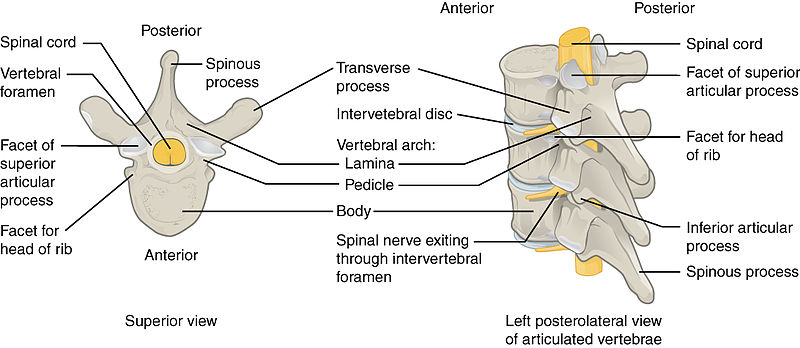 Anterior
Posterior
Posterior
Spinal cord
Vertebral
foramen
Facet of
superior
articular
process
Facet for
head of rib
Spinous
process
Anterior
Superior view
Transverse
process
Intervetebral disc
Vertebral arch:
Lamina
Pedicle
Body
Spinal nerve exiting
through intervertebral
foramen
Spinal cord
Facet of superior
articular process
Facet for head
of rib
Inferior articular
process
Spinous process
Left posterolateral view
of articulated vertebrae